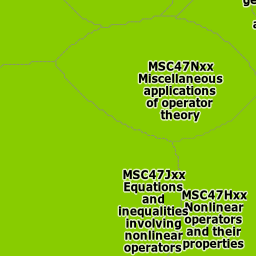 ge
a
MSC47Nxx
Miscellaneous
applications
of operator
theory
MSC47Jxx
Equations
and
inequalities
involving
nonlinear
operators
MSC47Hxx
Nonlinear
operators
and their
properties